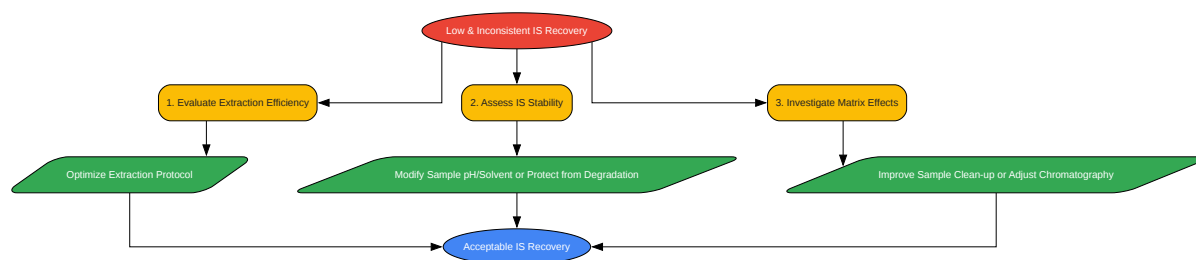 Low & Inconsistent IS Recovery
1. Evaluate Extraction Efficiency
2. Assess IS Stability
3. Investigate Matrix Effects
Optimize Extraction Protocol
Modify Sample pH/Solvent or Protect from Degradation
Improve Sample Clean-up or Adjust Chromatography
Acceptable IS Recovery